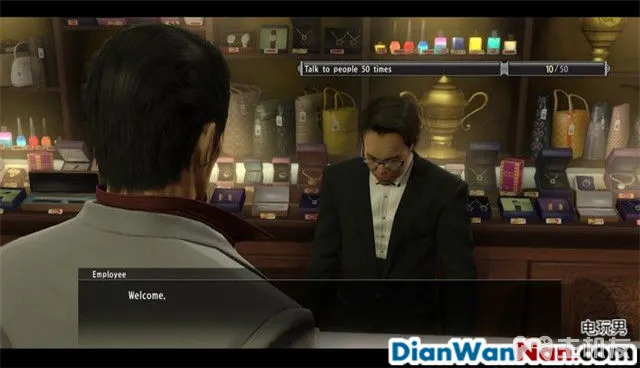 Talk to people 50 times
10/50
Employee
Welcome.
电玩男
DianWanNan.com